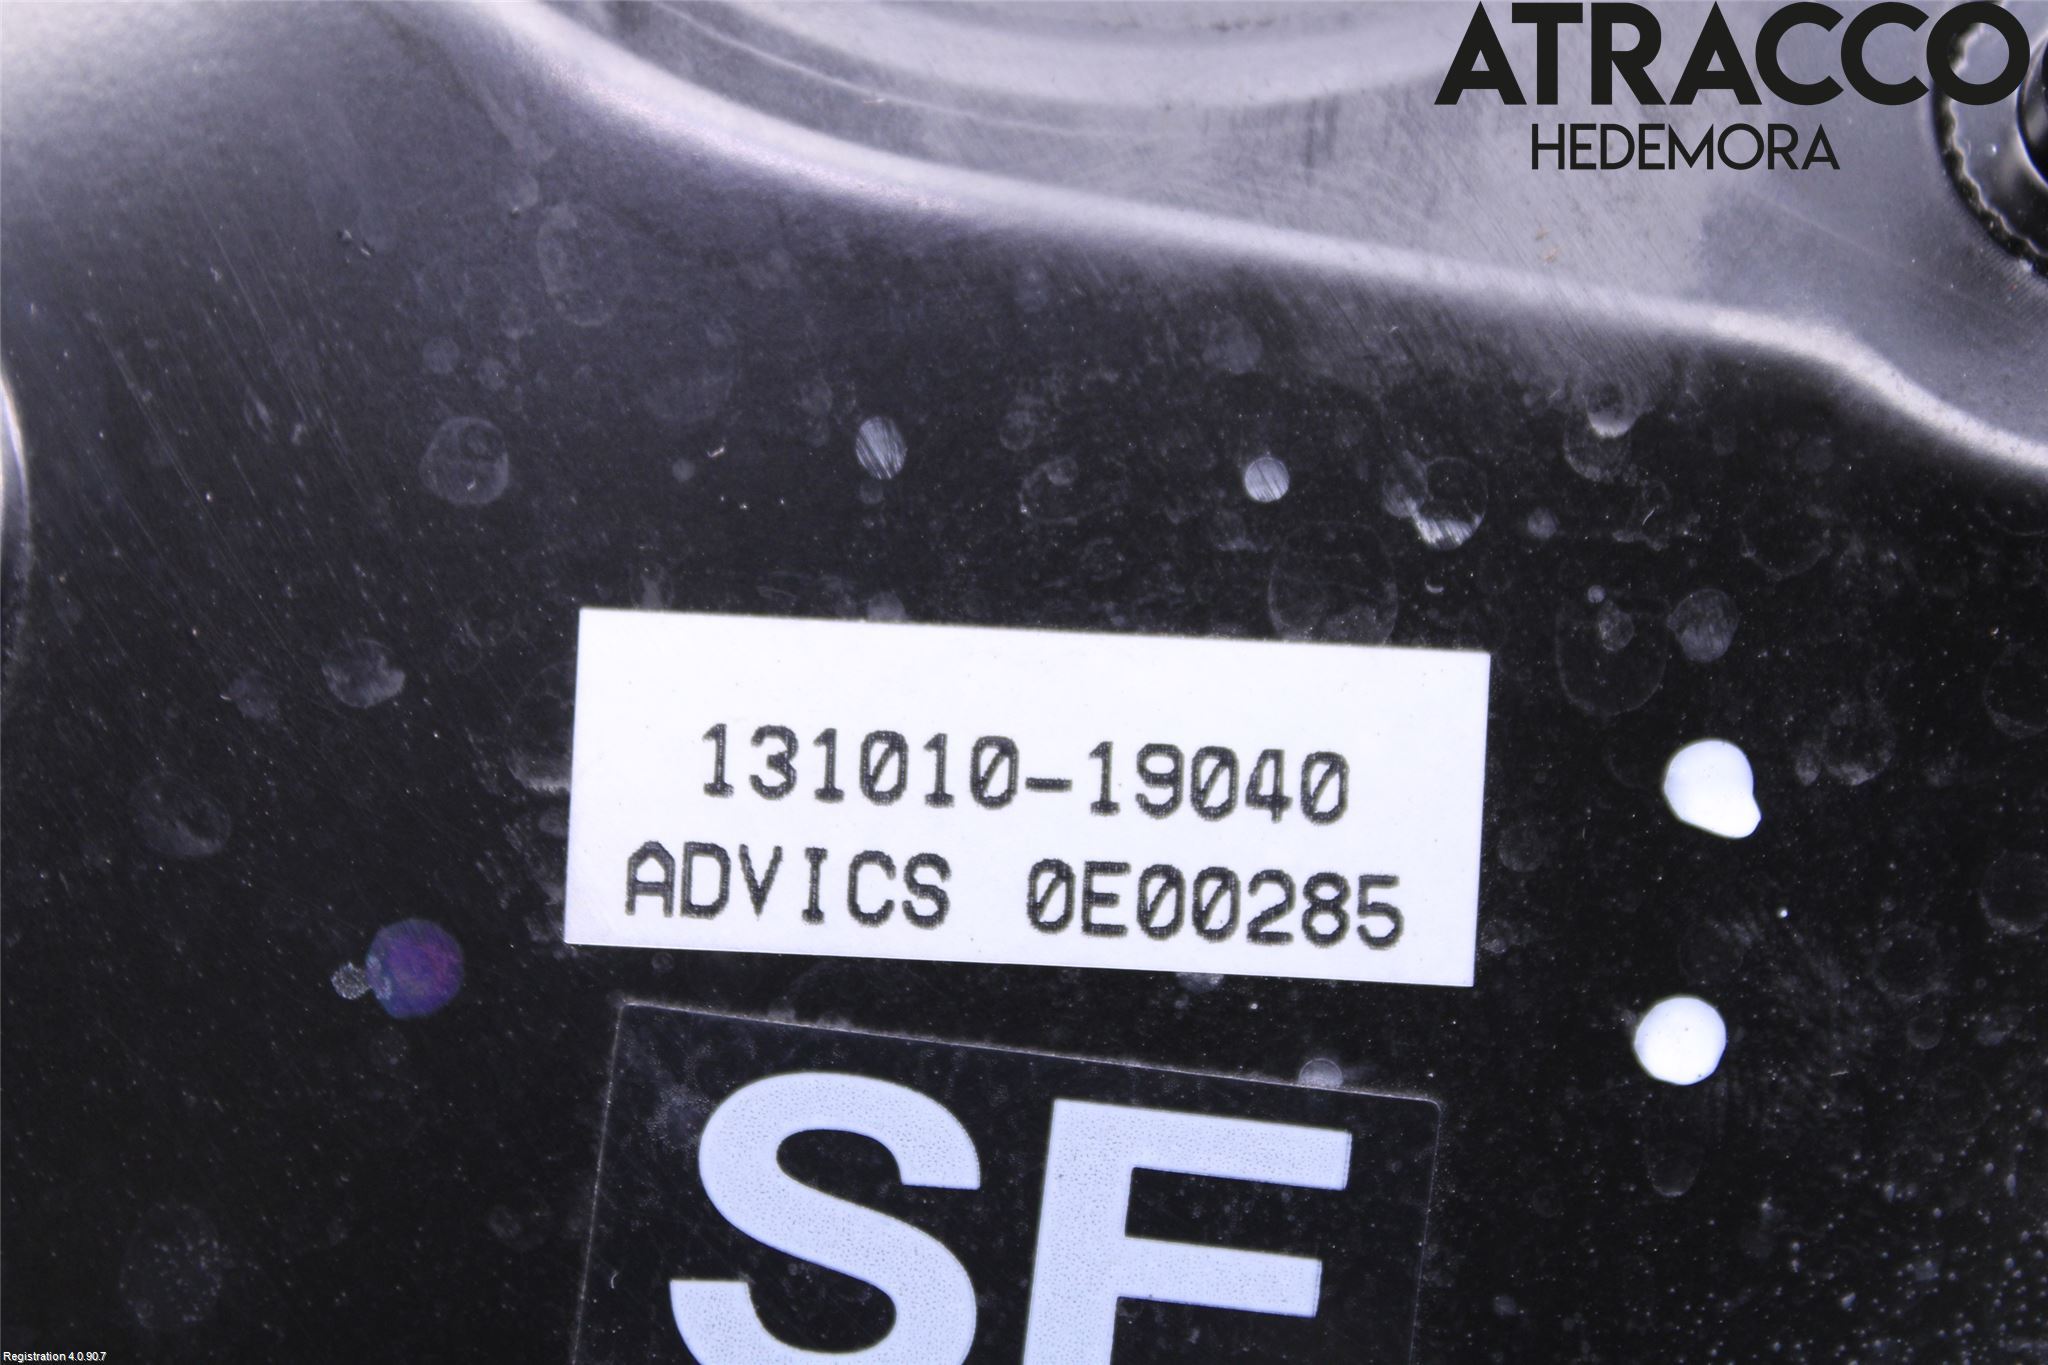 ATRACCO
HEDEMORA
131010-19040
ADVICS 0E00285
SF
Registration 4.0.90.7